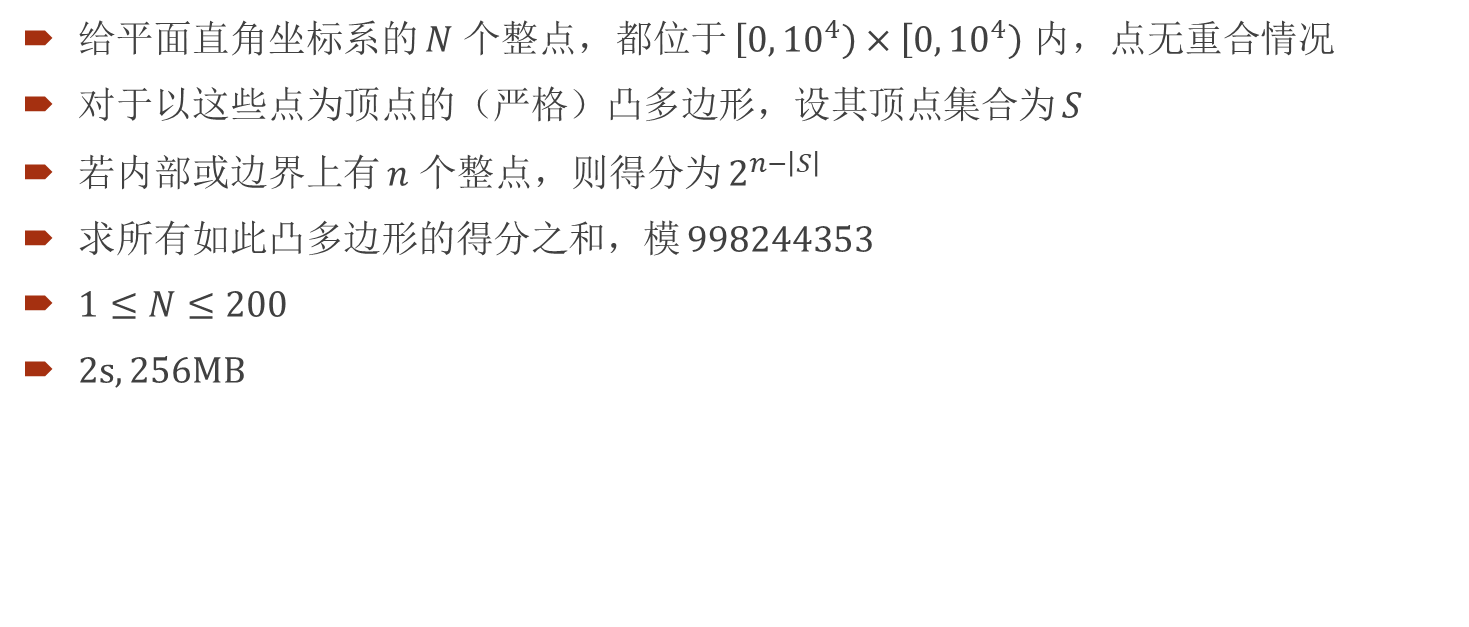 给平面直角坐标系的 N 个整点，都位于 [0, 10⁴) × [0, 10⁴) 内，点无重合情况
对于以这些点为顶点的（严格）凸多边形，设其顶点集合为 S
若内部或边界上有 n 个整点，则得分为 2ⁿ⁻|S|
求所有如此凸多边形的得分之和，模 998244353
1 ≤ N ≤ 200
2s, 256MB